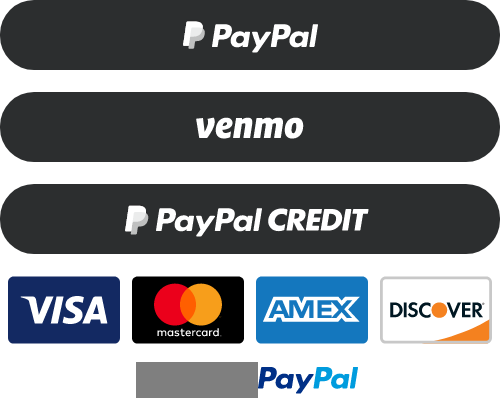 PayPal
venmo
PayPal CREDIT
VISA
mastercard.
AMEX
DISCOVER
PayPal